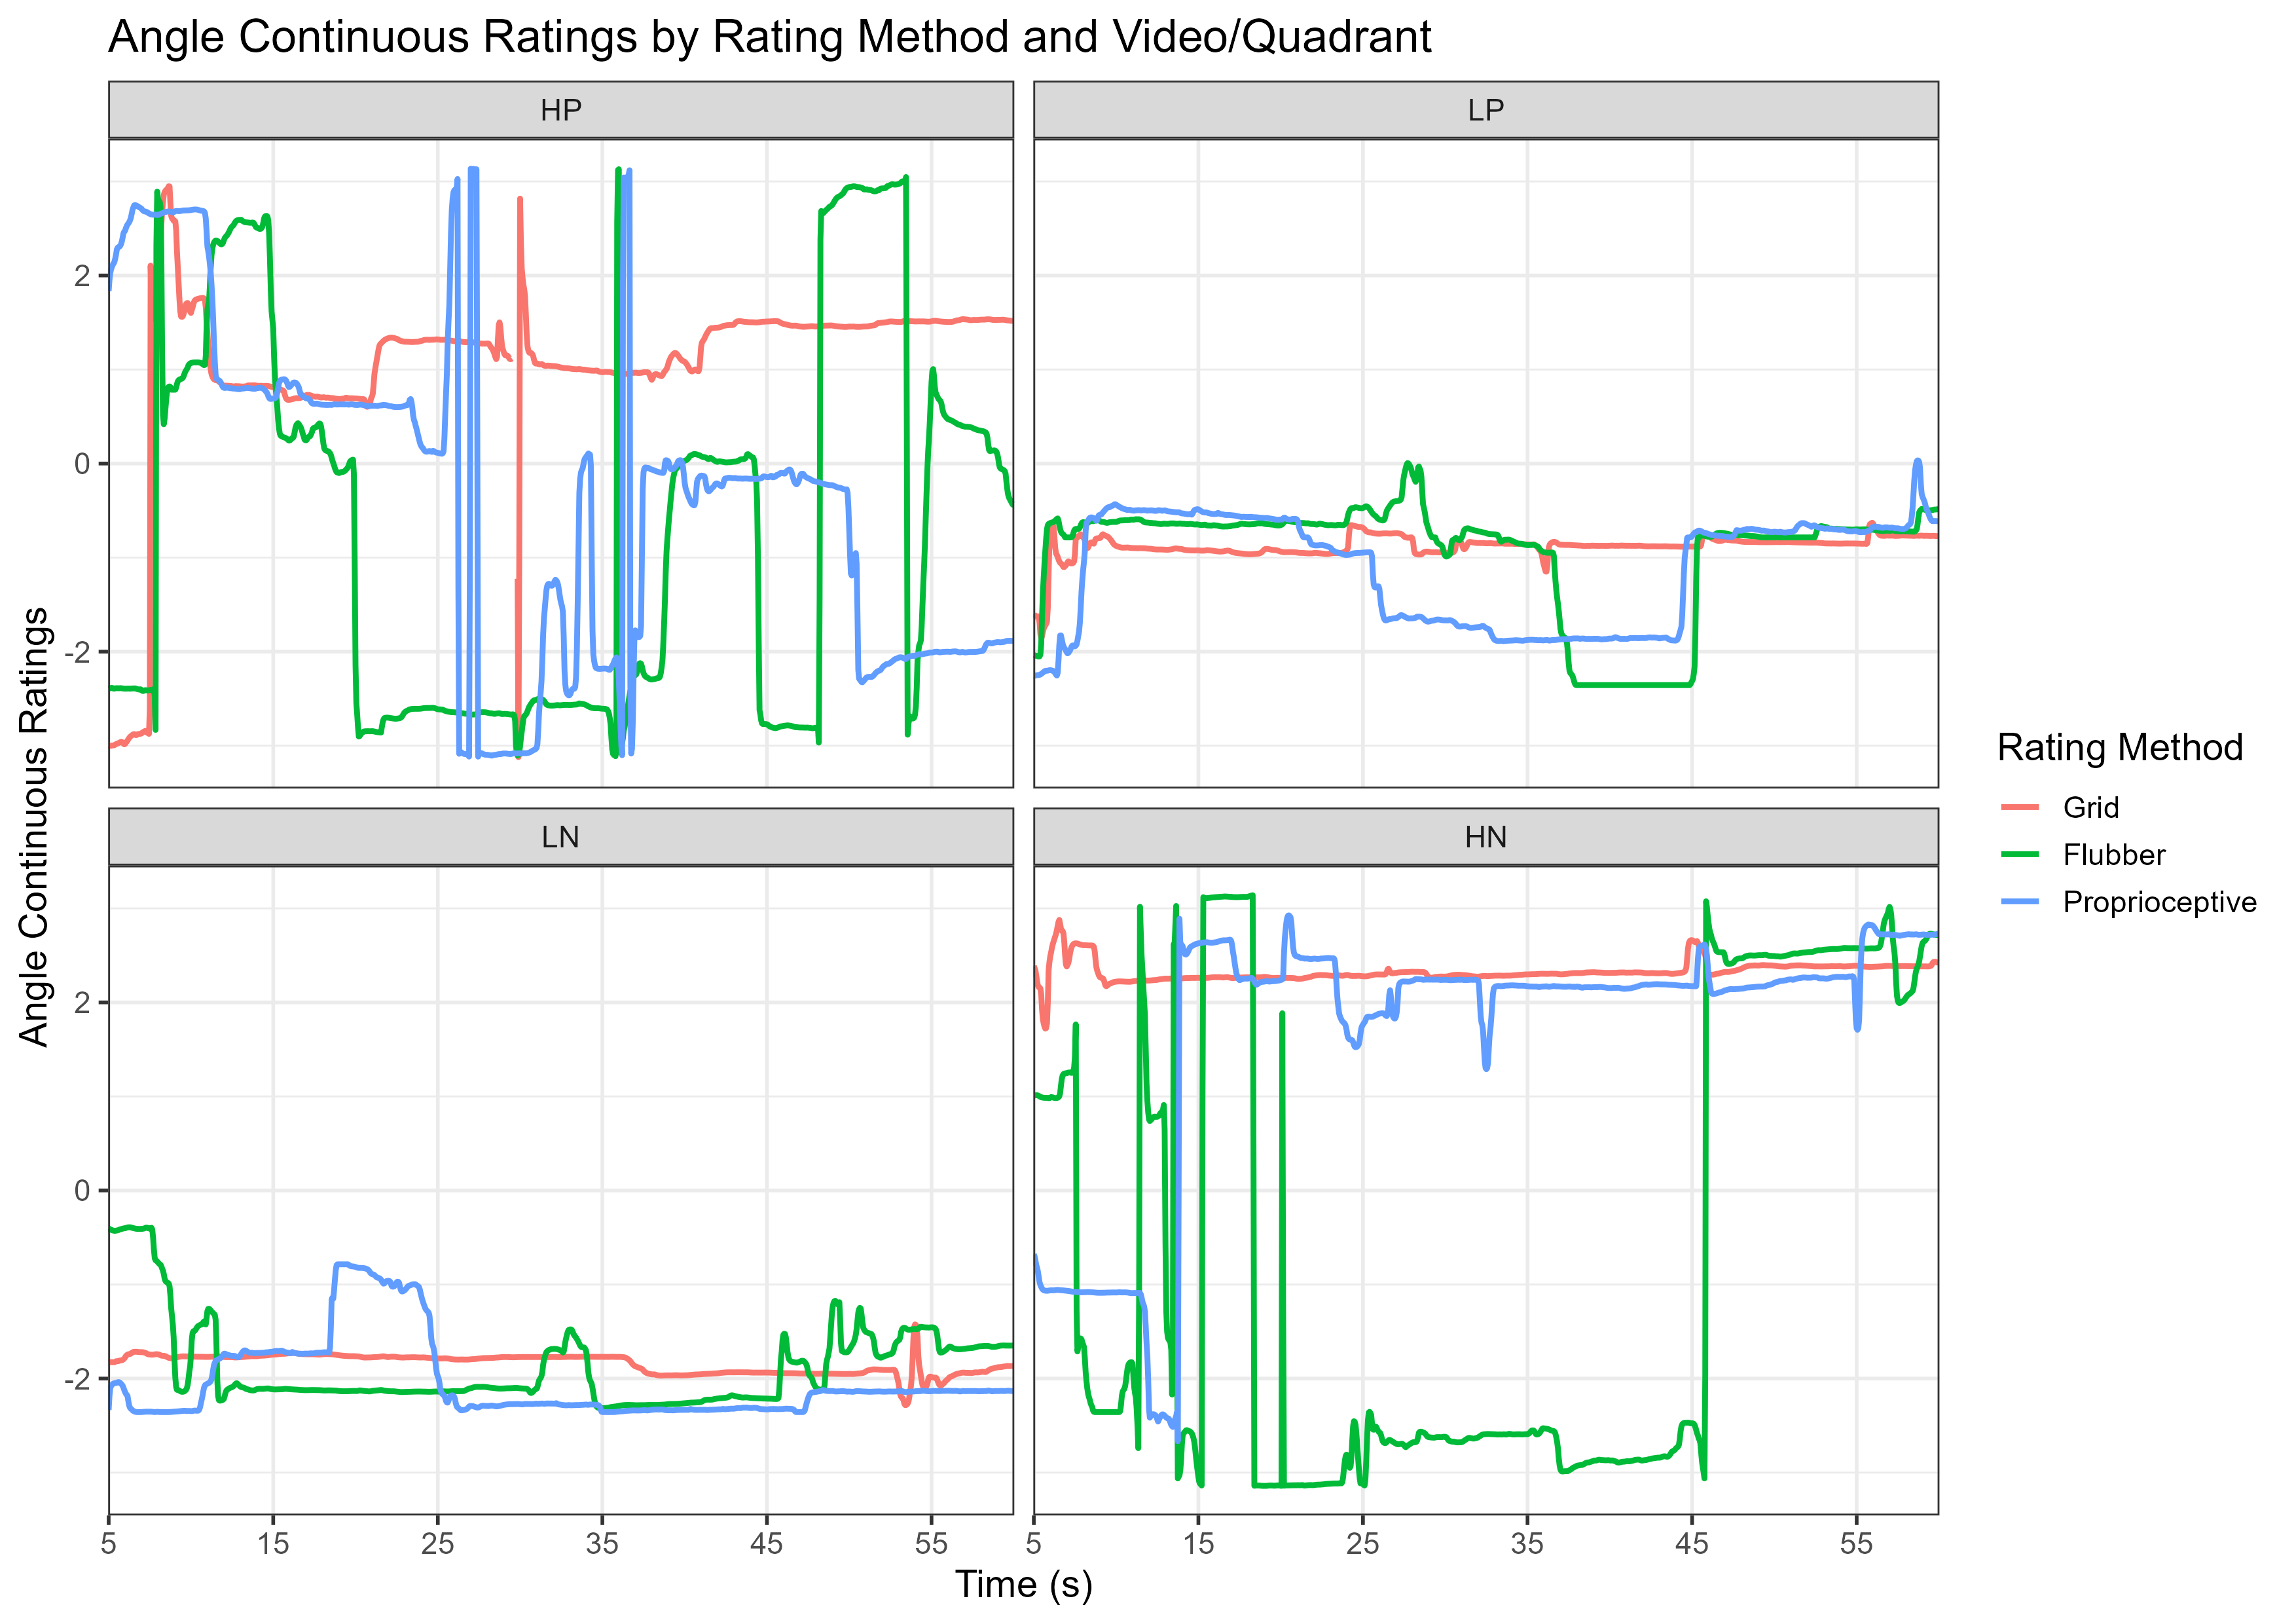 Angle Continuous Ratings by Rating Method and Video/Quadrant
HP
LP
2
0
-2
LN
HN
2
0
-2
5 15 25 35 45 55 5 15 25 35 45 55
Time (s)
Angle Continuous Ratings
Rating Method
Grid
Flubber
Proprioceptive